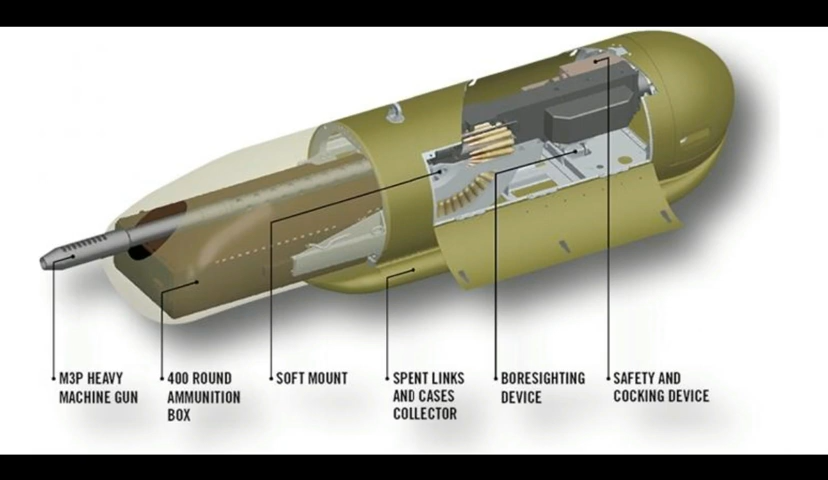 M3P HEAVY
MACHINE GUN
400 ROUND
AMMUNITION
BOX
SOFT MOUNT
SPENT LINKS
AND CASES
COLLECTOR
BORESIGHTING
DEVICE
SAFETY AND
COCKING DEVICE